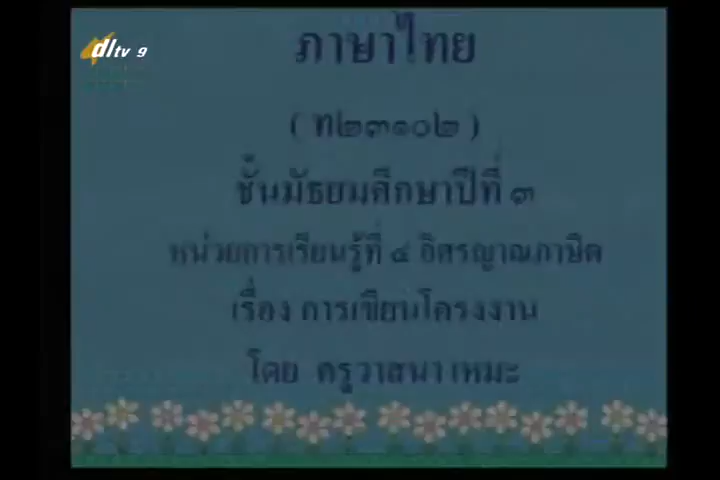 dltv 9
ภาษาไทย
( ท๒๓๑๐๒ )
ชั้นมัธยมศึกษาปีที่ ๓
หน่วยการเรียนรู้ที่ ๔ อิศรญาณภาษิต
เรื่อง การเขียนโครงงาน
โดย ครูวาสนา เหมะ